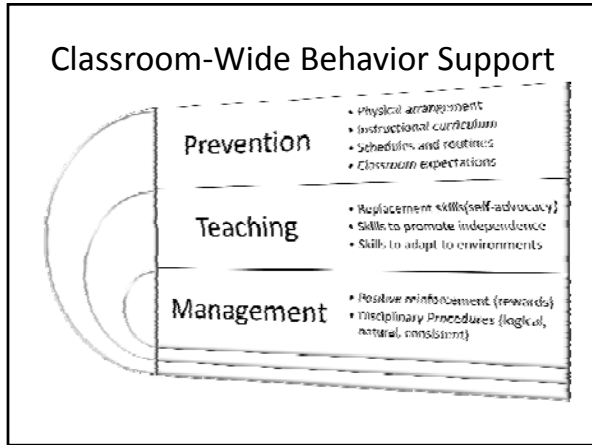 Classroom-Wide Behavior Support
Prevention
• Physical arrangement
• Instructional curriculum
• Schedules and routines
• Classroom expectations
Teaching
• Replacement skills(self-advocacy)
• Skills to promote independence
• Skills to adapt to environments
Management
• Positive reinforcement (rewards)
• Disciplinary Procedures (logical,
natural, consistent)